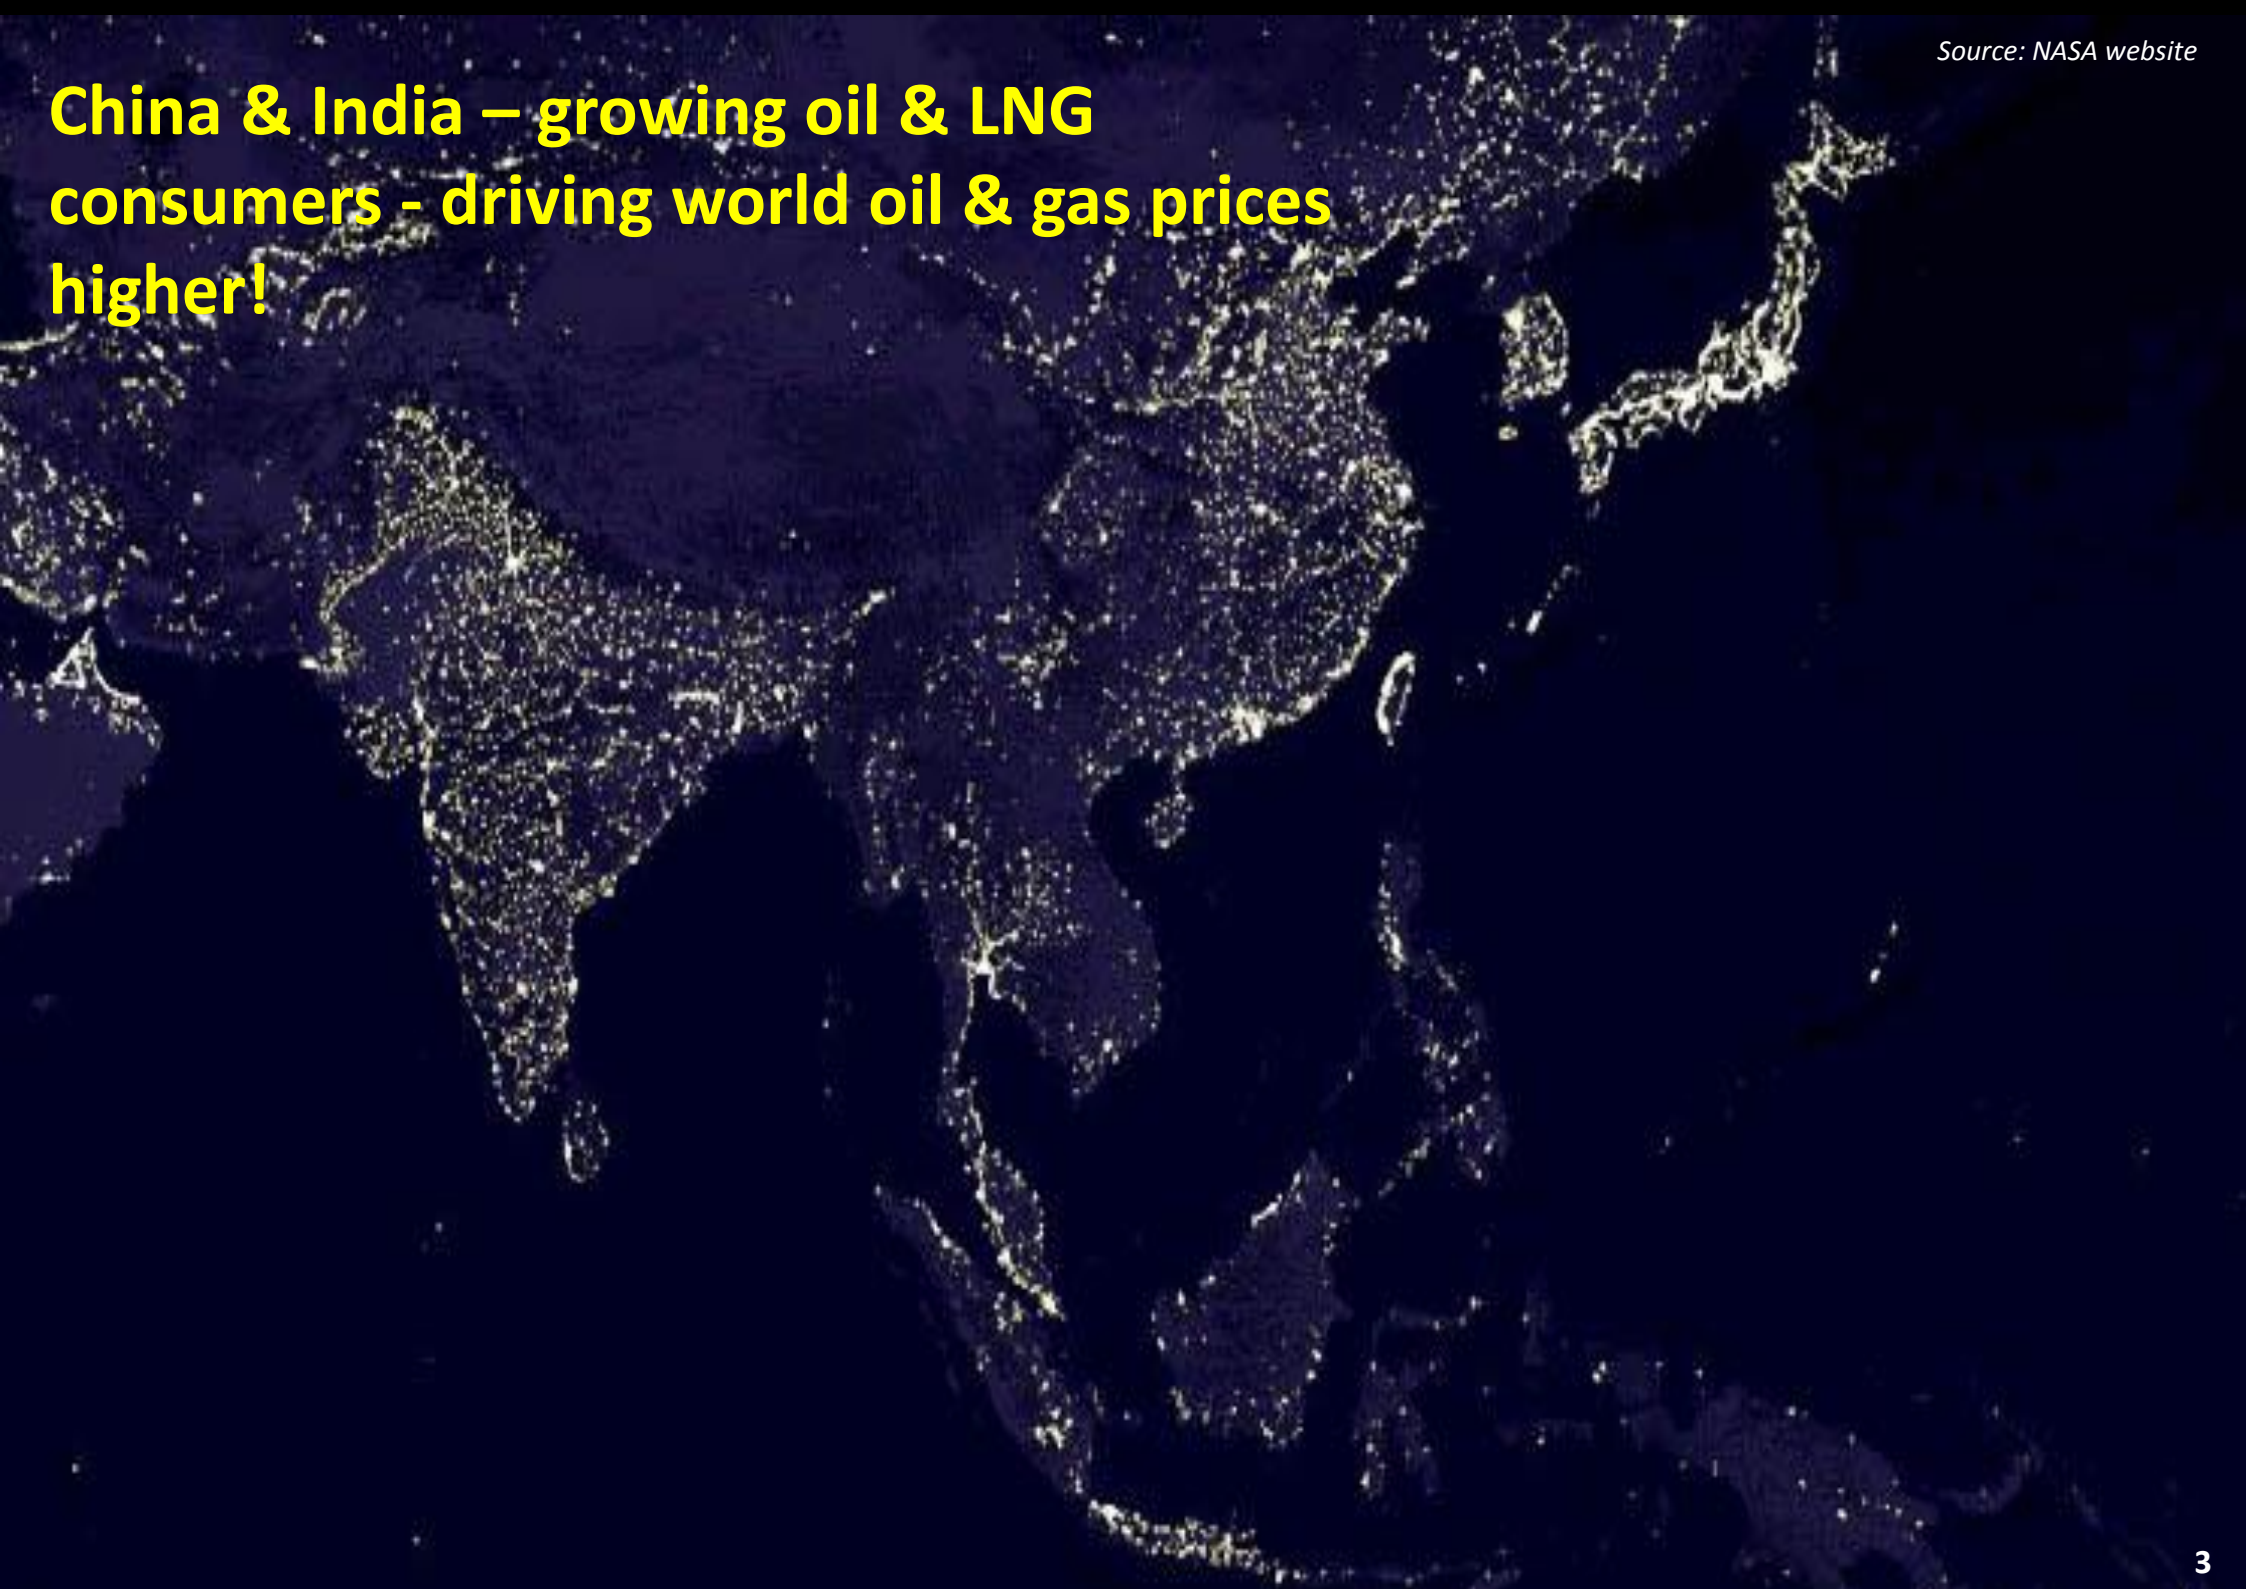 Source: NASA website
China & India – growing oil & LNG
consumers - driving world oil & gas prices
higher!
3